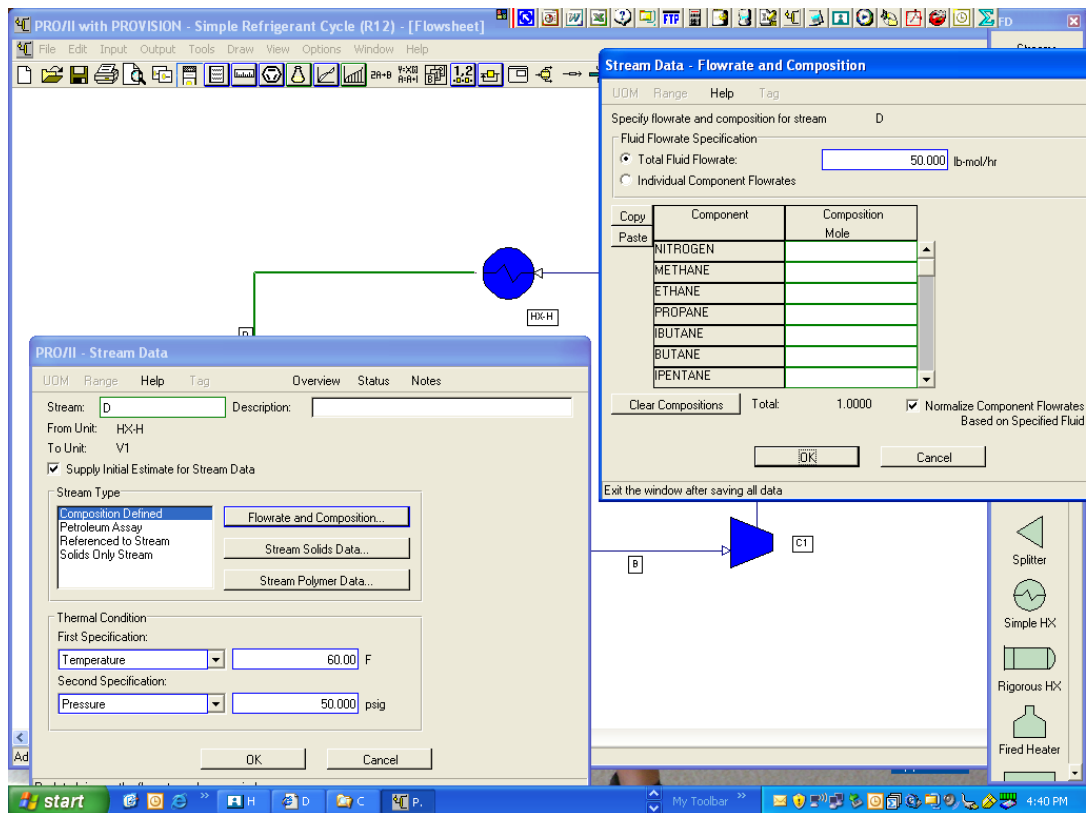 PRO/II with PROVISION - Simple Refrigerant Cycle (R12) - [Flowsheet]
FD
File Edit Input Output Tools Draw View Options Window Help
HX-H
Stream Data - Flowrate and Composition
UOM Range Help Tag
Specify flowrate and composition for stream D
Fluid Flowrate Specification
Total Fluid Flowrate: 50.000 lb-mol/hr
Individual Component Flowrates
Copy
Paste
Component Composition
Mole
NITROGEN
METHANE
ETHANE
PROPANE
IBUTANE
BUTANE
IPENTANE
Clear Compositions Total: 1.0000 Normalize Component Flowrates
Based on Specified Fluid
OK Cancel
Exit the window after saving all data
PRO/II - Stream Data
UOM Range Help Tag Overview Status Notes
Stream: D Description:
From Unit: HX-H
To Unit: V1
Supply Initial Estimate for Stream Data
Stream Type
Composition Defined
Petroleum Assay
Referenced to Stream
Solids Only Stream
Flowrate and Composition...
Stream Solids Data...
Stream Polymer Data...
Thermal Condition
First Specification:
Temperature 60.00 F
Second Specification:
Pressure 50.000 psig
OK Cancel
B
C1
Splitter
Simple HX
Rigorous HX
Fired Heater
Ad
start H D C P. My Toolbar 4:40 PM